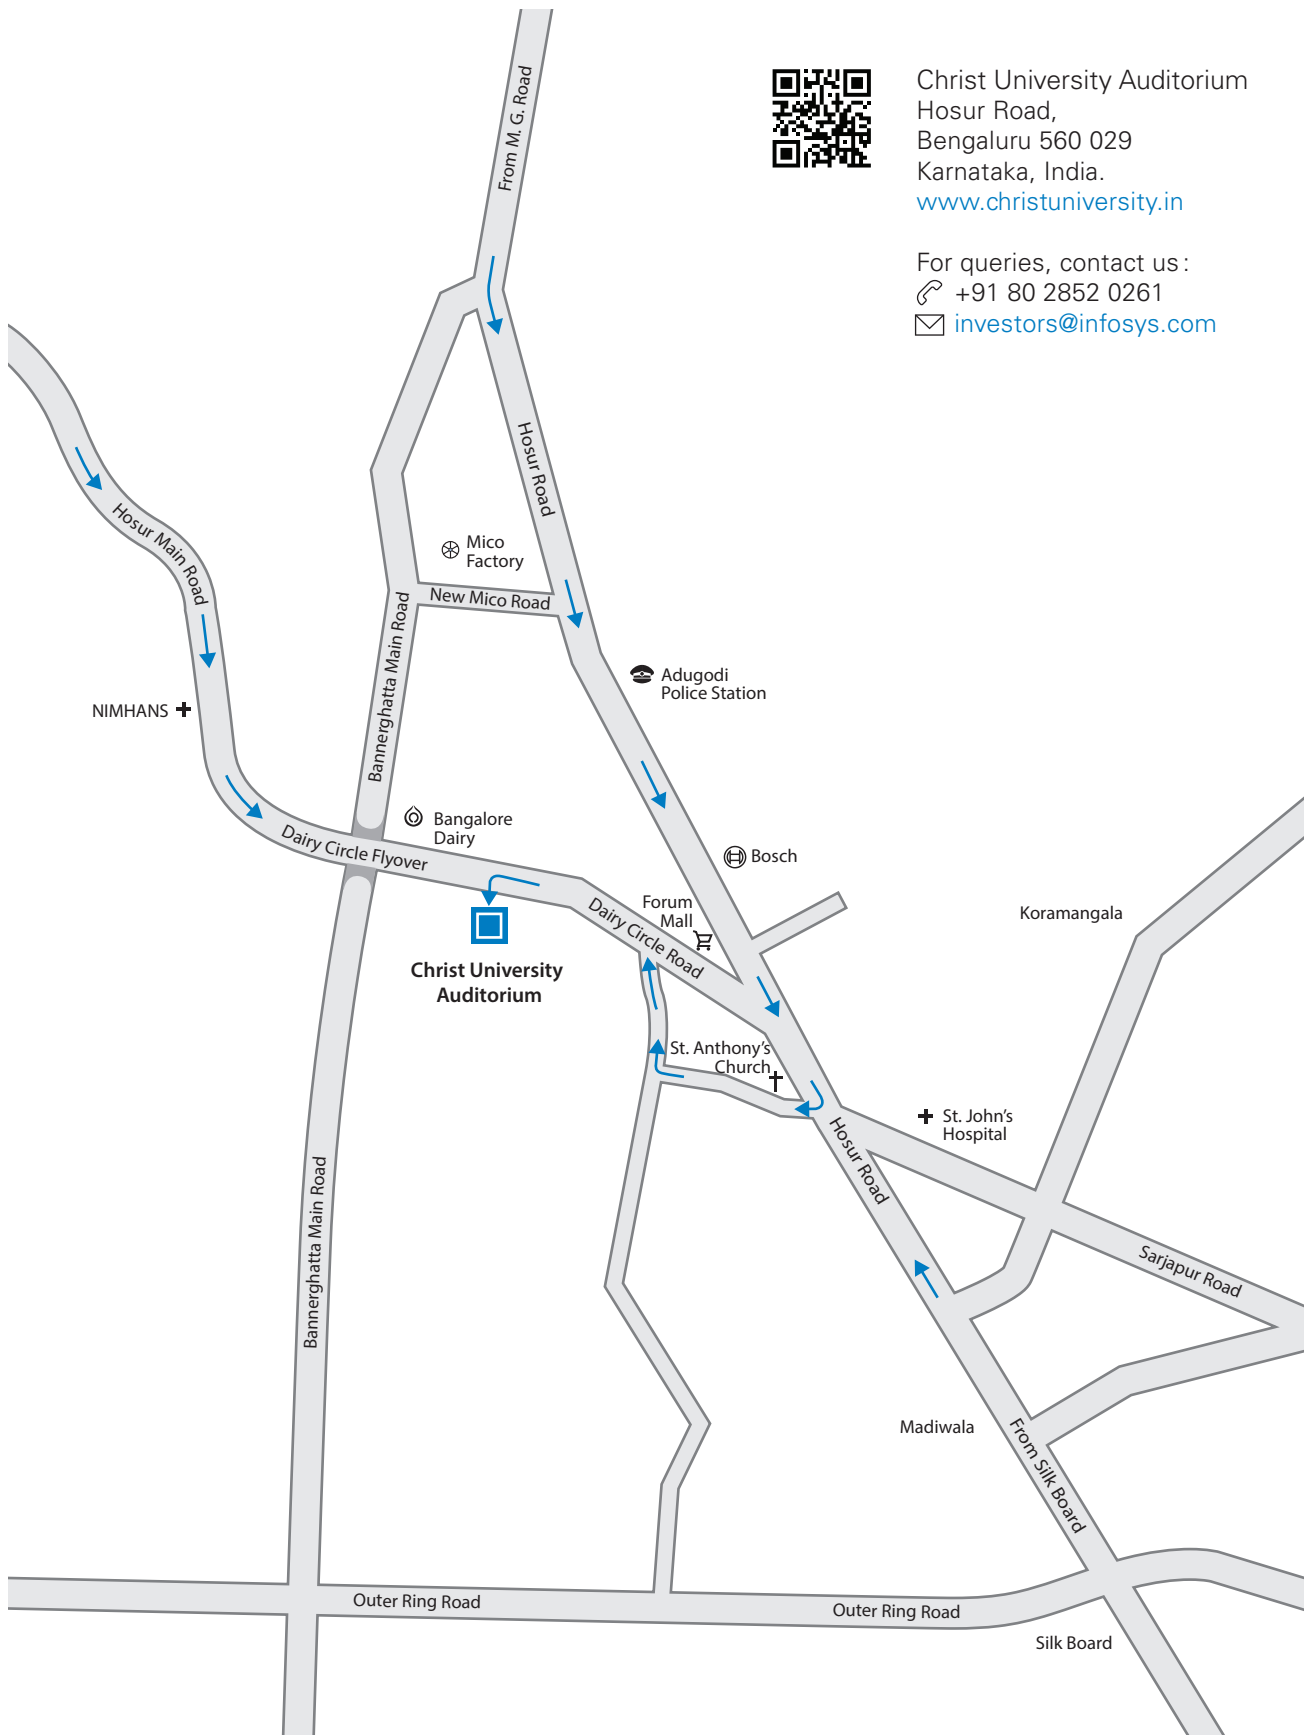 Christ University Auditorium
Hosur Road,
Bengaluru 560 029
Karnataka, India.
www.christuniversity.in
For queries, contact us :
+91 80 2852 0261
investors@infosys.com
From M. G. Road
Hosur Road
Hosur Main Road
Mico
Factory
New Mico Road
Bannerghatta Main Road
Adugodi
Police Station
NIMHANS
Bangalore
Dairy
Dairy Circle Flyover
Bosch
Forum
Mall
Dairy Circle Road
Koramangala
Christ University
Auditorium
St. Anthony's
Church
St. John's
Hospital
Hosur Road
Bannerghatta Main Road
Sarjapur Road
Madiwala
From Silk Board
Outer Ring Road
Outer Ring Road
Silk Board